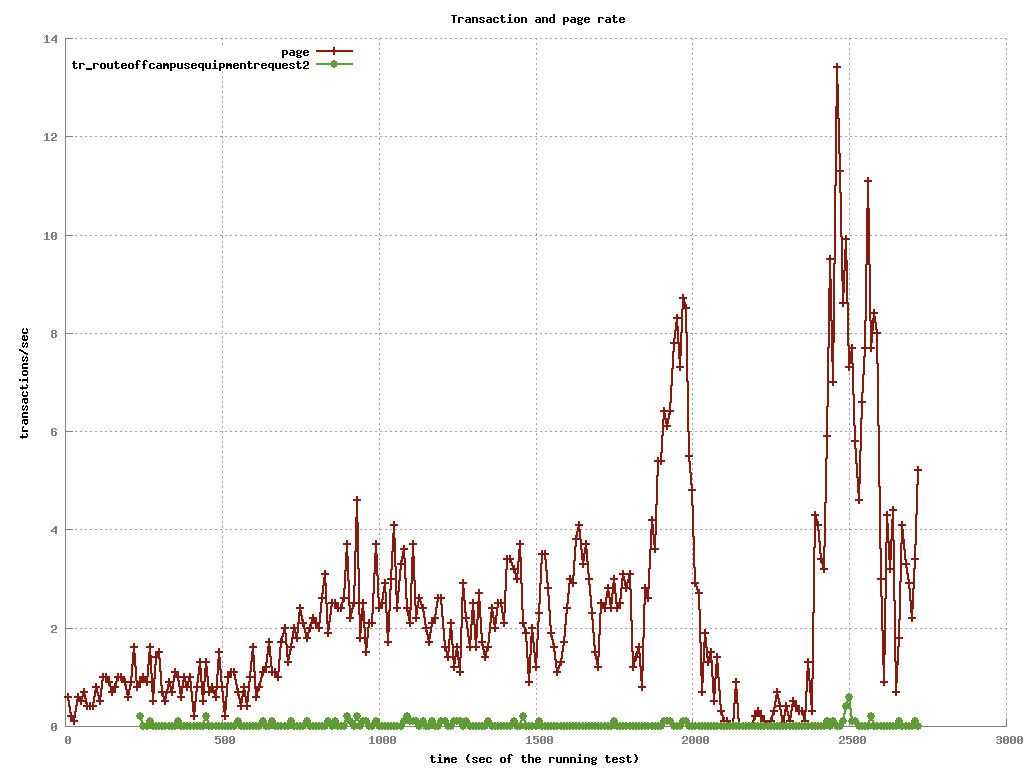 Transaction and page rate
14
page
tr_routeoffcampusequipmentrequest2
12
10
8
transactions/sec
6
4
2
0
0 500 1000 1500 2000 2500 3000
time (sec of the running test)